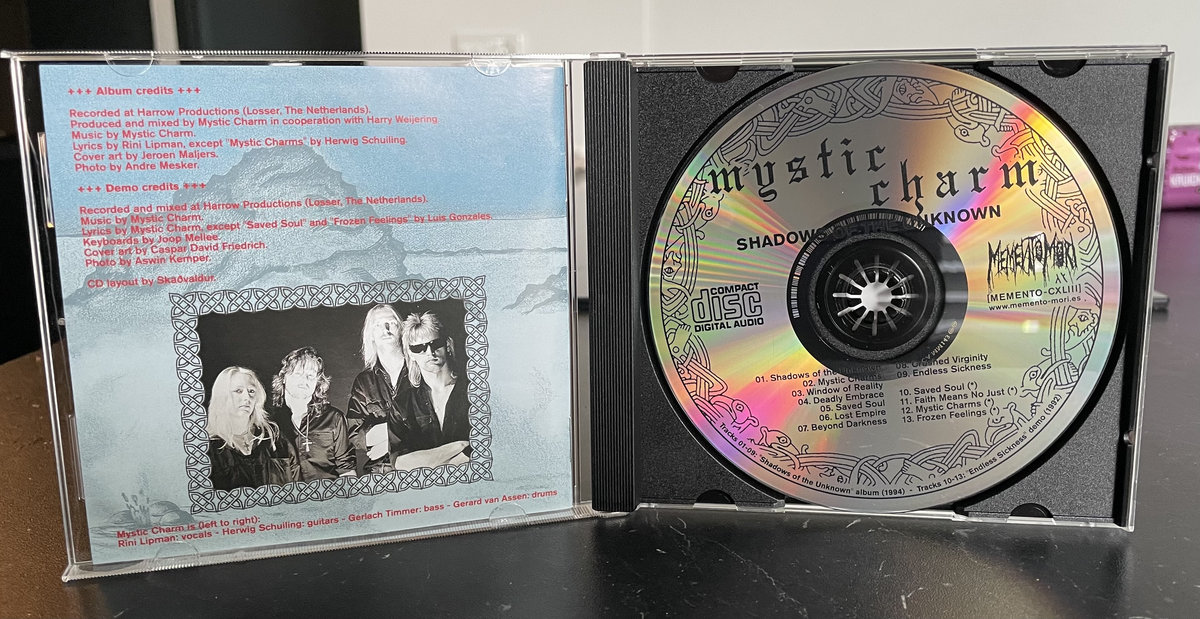 +++ Album credits +++
Recorded at Harrow Productions (Losser, The Netherlands).
Produced and mixed by Mystic Charm in cooperation with Harry Weijering.
Music by Mystic Charm.
Lyrics by Rini Lipman, except "Mystic Charms" by Herwig Schuiling.
Cover art by Jeroen Maljers.
Photo by Andre Mesker.
+++ Demo credits +++
Recorded and mixed at Harrow Productions (Losser, The Netherlands).
Music by Mystic Charm.
Lyrics by Mystic Charm, except "Saved Soul" and "Frozen Feelings" by Luis Gonzales.
Keyboards by Joop Mellee.
Cover art by Caspar David Friedrich.
Photo by Aswin Kemper.
CD layout by Skaðvaldur.
Mystic Charm is (left to right):
Rini Lipman: vocals - Herwig Schuiling: guitars - Gerlach Timmer: bass - Gerard van Assen: drums
mystic
charm
UNKNOWN
MEMENTO MORI
[MEMENTO-CXLIII]
www.memento-mori.es
COMPACT
disc
DIGITAL AUDIO
01. Shadows of the
02. Mystic Charms
03. Window of Reality
04. Deadly Embrace
05. Saved Soul
06. Lost Empire
07. Beyond Darkness
08. Virginity
09. Endless Sickness
10. Saved Soul (*)
11. Faith Means No Just (*)
12. Mystic Charms (*)
13. Frozen Feelings (*)
Tracks 01-09: "Shadows of the Unknown" album (1994) - Tracks 10-13: "Endless Sickness" demo (1992)